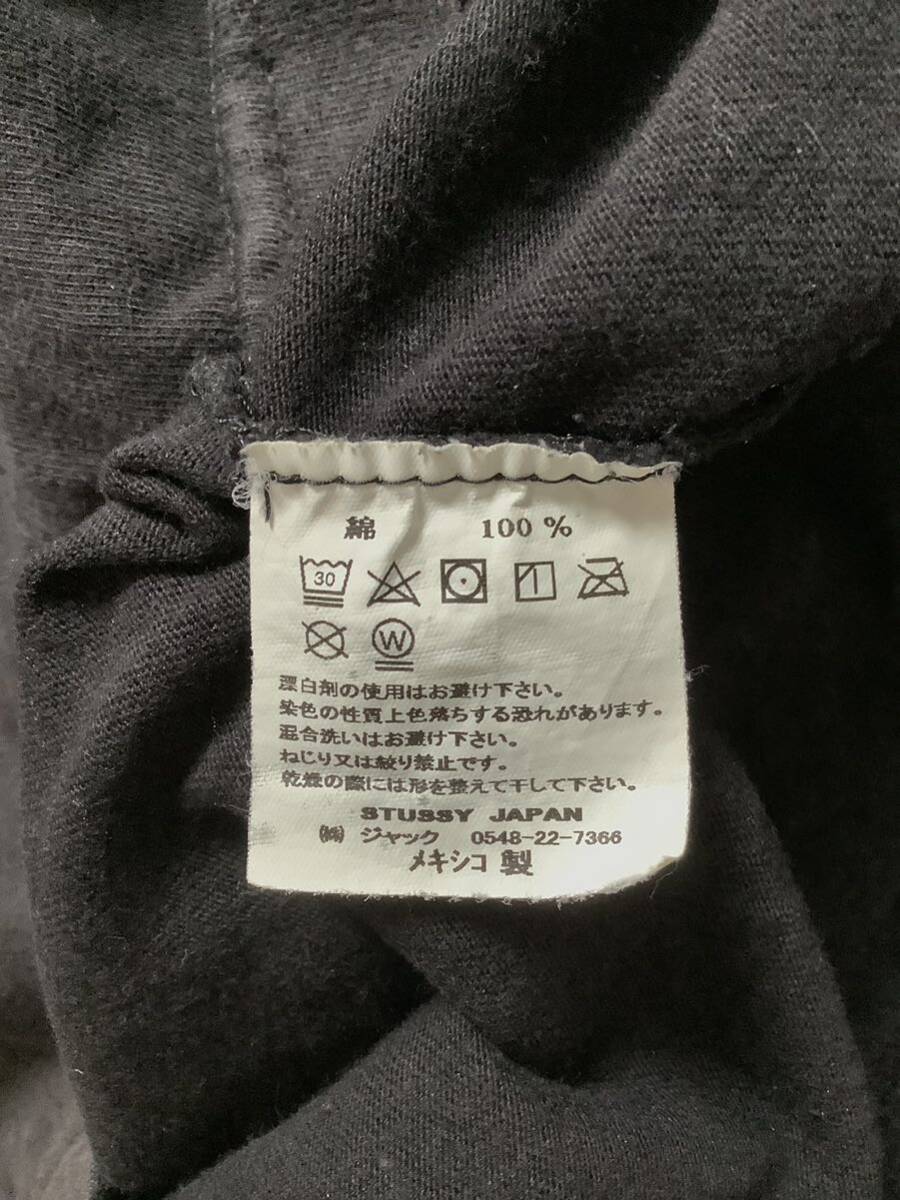 綿 100 %
30
W
漂白剤の使用はお避け下さい。
染色の性質上色落ちする恐れがあります。
混合洗いはお避け下さい。
ねじり又は絞り禁止です。
乾燥の際には形を整えて干して下さい。
STUSSY JAPAN
㈱ ジャック 0548-22-7366
メキシコ 製